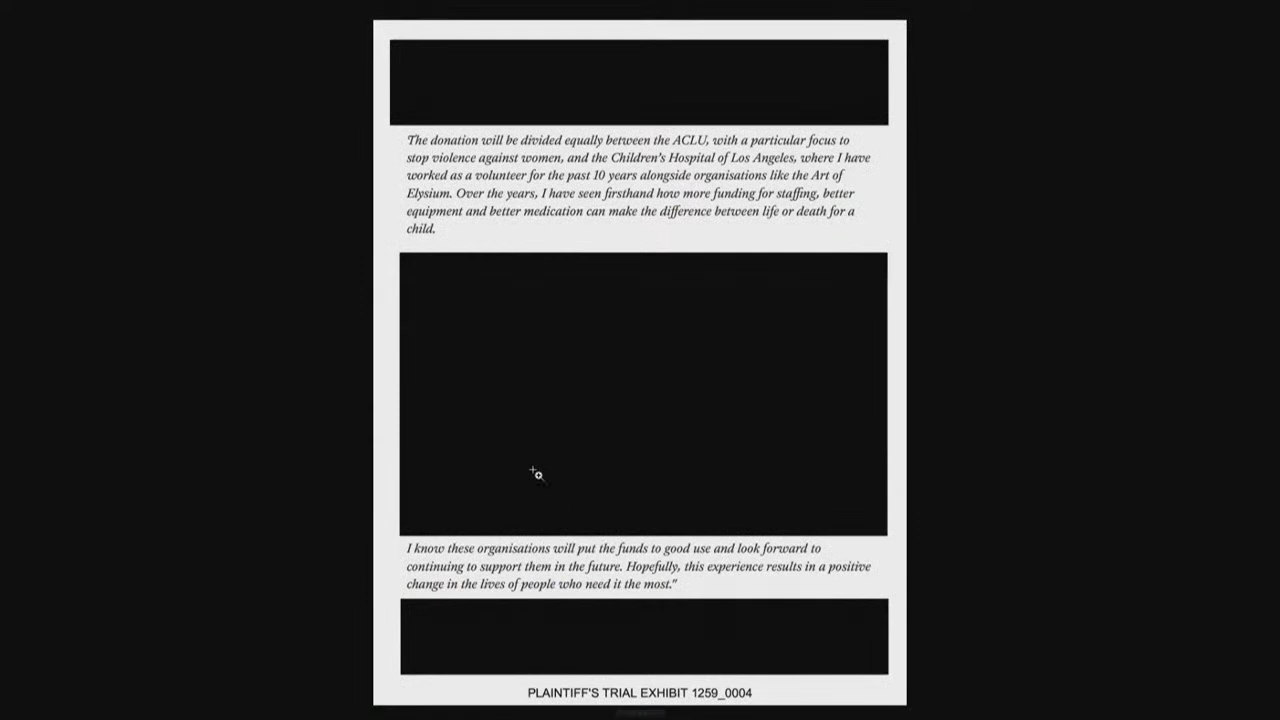 The donation will be divided equally between the ACLU, with a particular focus to
stop violence against women, and the Children's Hospital of Los Angeles, where I have
worked as a volunteer for the past 10 years alongside organisations like the Art of
Elysium. Over the years, I have seen firsthand how more funding for staffing, better
equipment and better medication can make the difference between life or death for a
child.
I know these organisations will put the funds to good use and look forward to
continuing to support them in the future. Hopefully, this experience results in a positive
change in the lives of people who need it the most."
PLAINTIFF'S TRIAL EXHIBIT 1259_0004